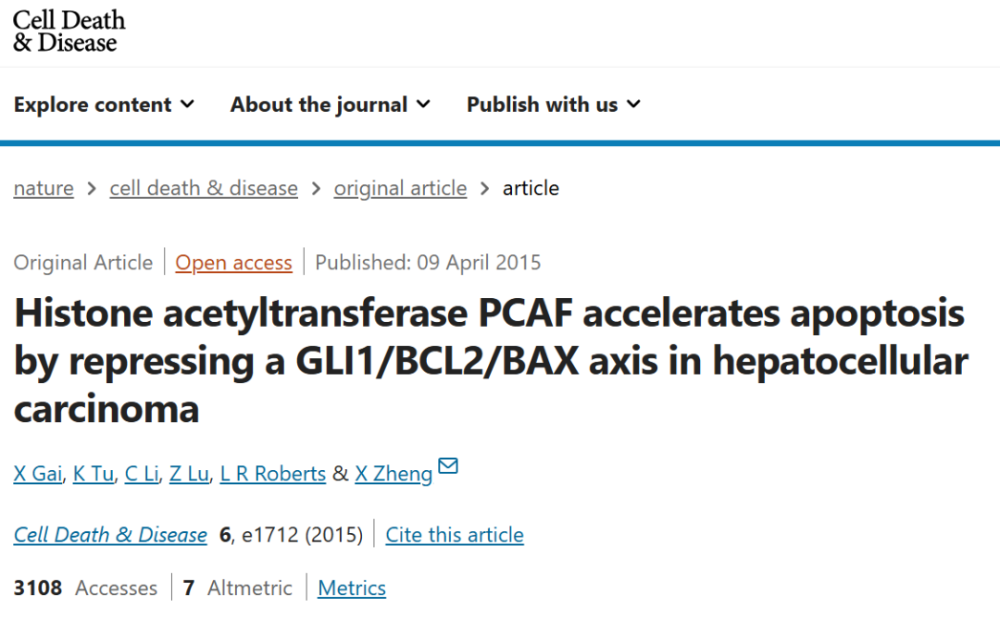 Cell Death
& Disease
Explore content About the journal Publish with us
nature > cell death & disease > original article > article
Original Article | Open access | Published: 09 April 2015
Histone acetyltransferase PCAF accelerates apoptosis
by repressing a GLI1/BCL2/BAX axis in hepatocellular
carcinoma
X Gai, K Tu, C Li, Z Lu, L R Roberts & X Zheng
Cell Death & Disease 6, e1712 (2015) | Cite this article
3108 Accesses | 7 Altmetric | Metrics